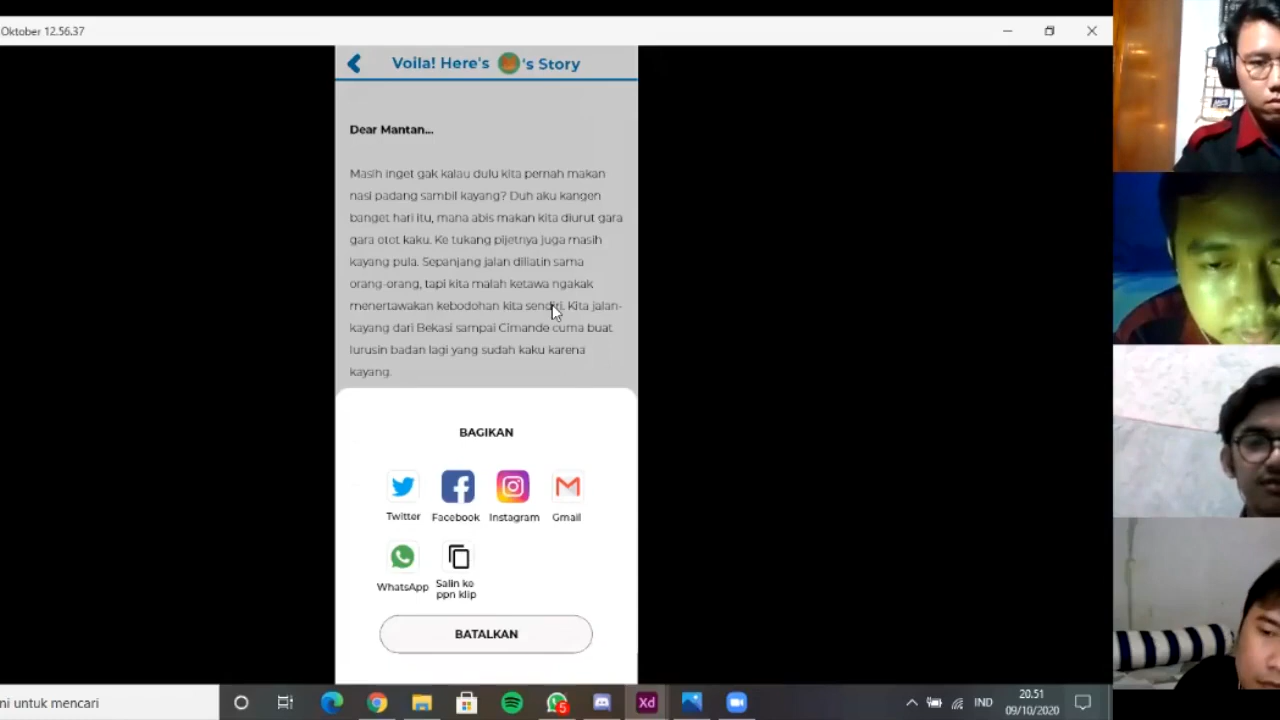 Oktober 12.56.37
Voila! Here's M's Story
Dear Mantan...
Masih inget gak kalau dulu kita pernah makan
nasi padang sambil kayang? Duh aku kangen
banget hari itu, mana abis makan kita diurut gara
gara otot kaku. Ke tukang pijetnya juga masih
kayang pula. Sepanjang jalan diliatin sama
orang-orang, tapi kita malah ketawa ngakak
menertawakan kebodohan kita sendiri. Kita jalan-
kayang dari Bekasi sampai Cimande cuma buat
lurusin badan lagi yang sudah kaku karena
kayang.
BAGIKAN
Twitter Facebook Instagram Gmail
WhatsApp Salin ke
ppn klip
BATALKAN
ni untuk mencari
5
Xd
IND
20.51
09/10/2020